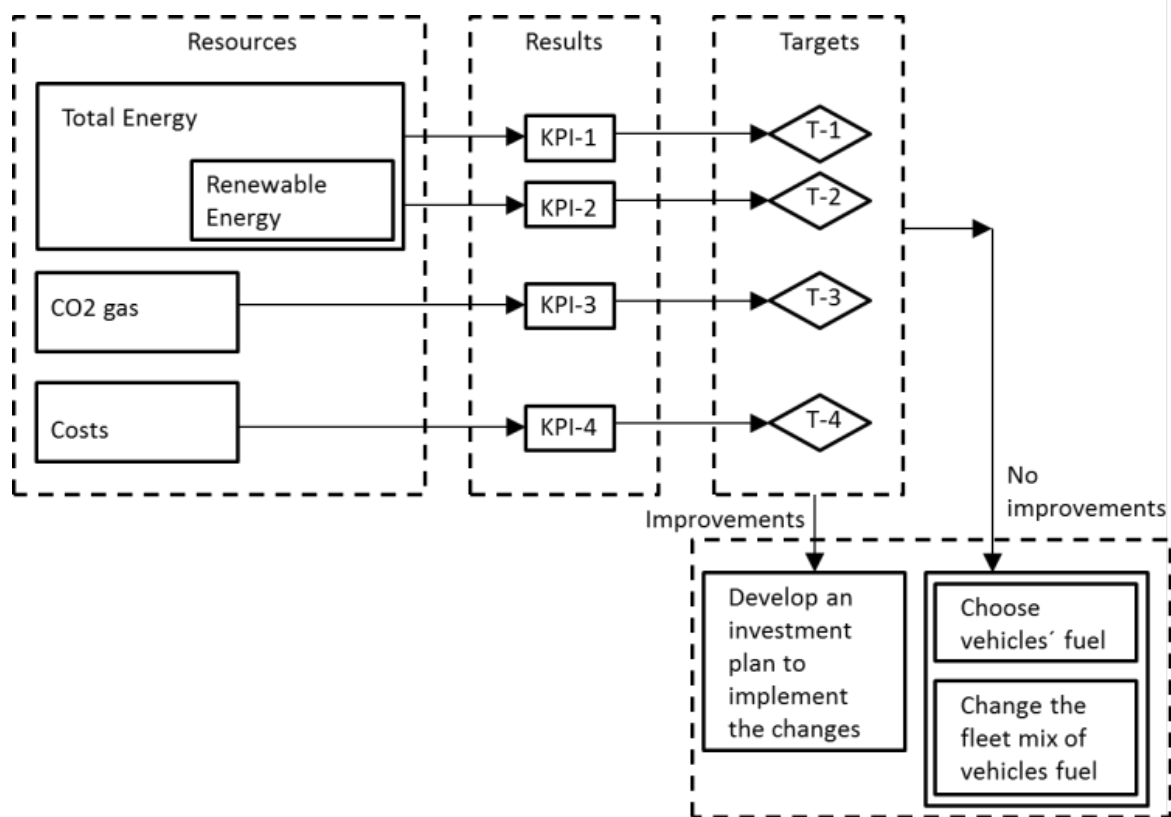 Resources
Results
Targets
Total Energy
Renewable
Energy
CO2 gas
Costs
KPI-1
KPI-2
KPI-3
KPI-4
T-1
T-2
T-3
T-4
Improvements
No
improvements
Develop an
investment
plan to
implement
the changes
Choose
vehicles´ fuel
Change the
fleet mix of
vehicles fuel